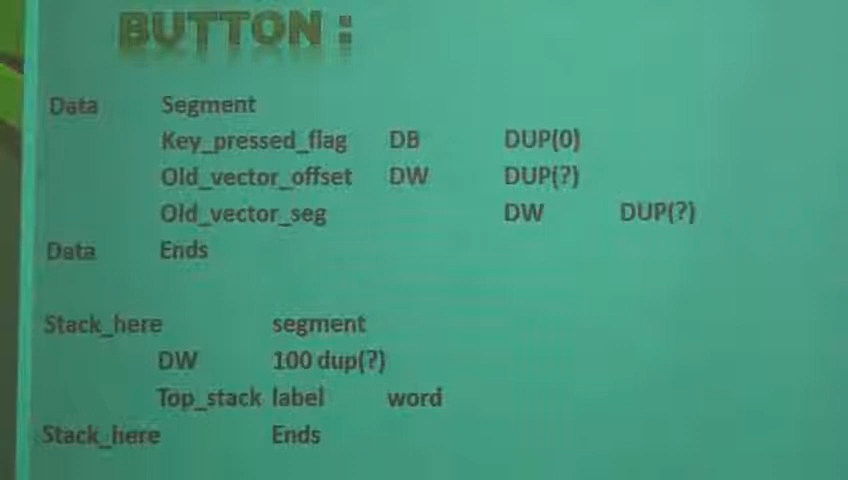 BUTTON :
Data Segment
Key_pressed_flag DB DUP(0)
Old_vector_offset DW DUP(?)
Old_vector_seg DW DUP(?)
Data Ends
Stack_here segment
DW 100 dup(?)
Top_stack label word
Stack_here Ends